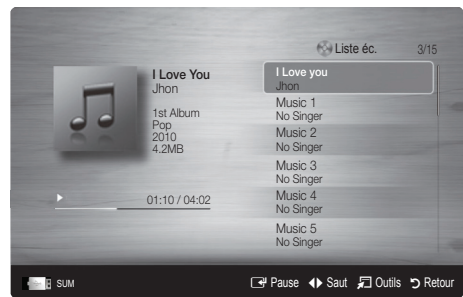 Liste éc. 3/15
I Love You
Jhon
1st Album
Pop
2010
4.2MB
01:10 / 04:02
I Love you
Jhon
Music 1
No Singer
Music 2
No Singer
Music 3
No Singer
Music 4
No Singer
Music 5
No Singer
SUM Pause Saut Outils Retour